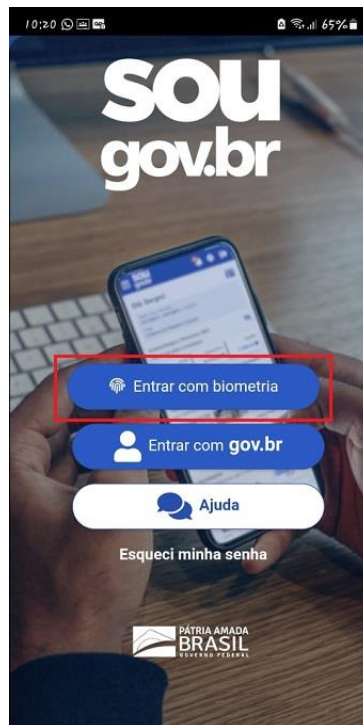 10:20
65%
SOU
gov.br
Entrar com biometria
Entrar com gov.br
Ajuda
Esqueci minha senha
PÁTRIA AMADA
BRASIL
GOVERNO FEDERAL